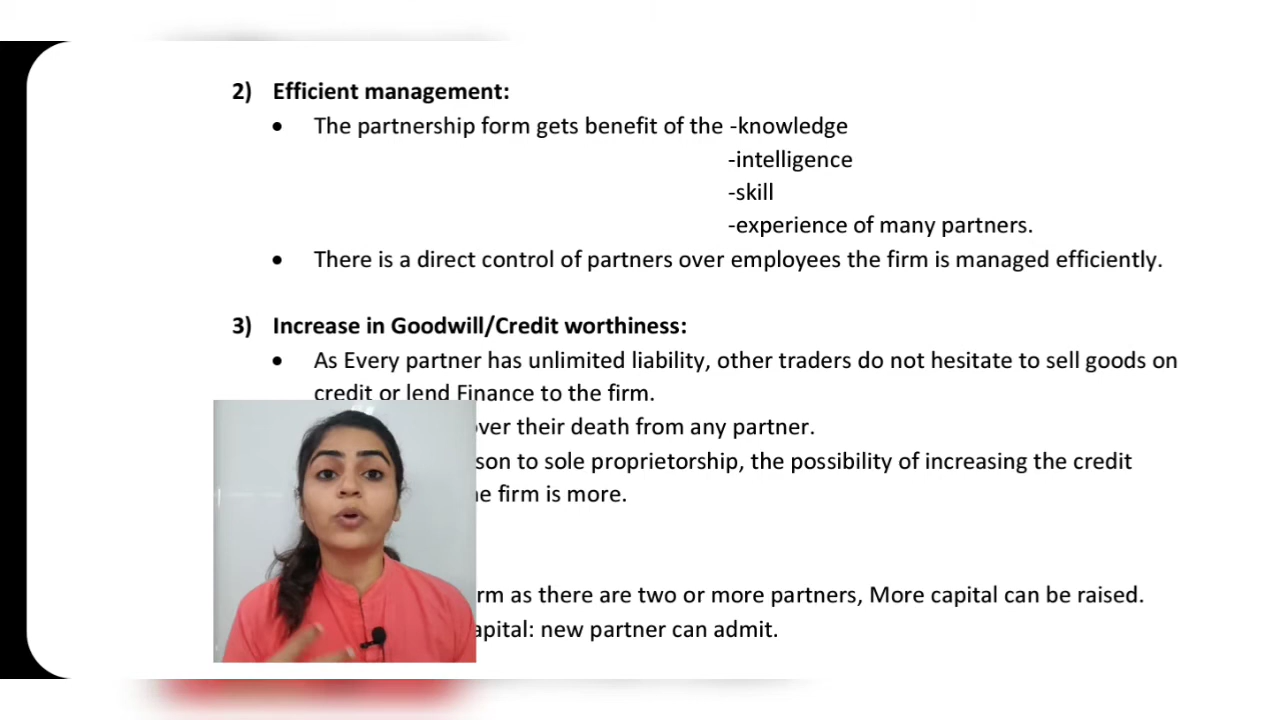 2) Efficient management:
• The partnership form gets benefit of the -knowledge
-intelligence
-skill
-experience of many partners.
• There is a direct control of partners over employees the firm is managed efficiently.
3) Increase in Goodwill/Credit worthiness:
• As Every partner has unlimited liability, other traders do not hesitate to sell goods on
credit or lend Finance to the firm.
their death from any partner.
to sole proprietorship, the possibility of increasing the credit
firm is more.
as there are two or more partners, More capital can be raised.
new partner can admit.